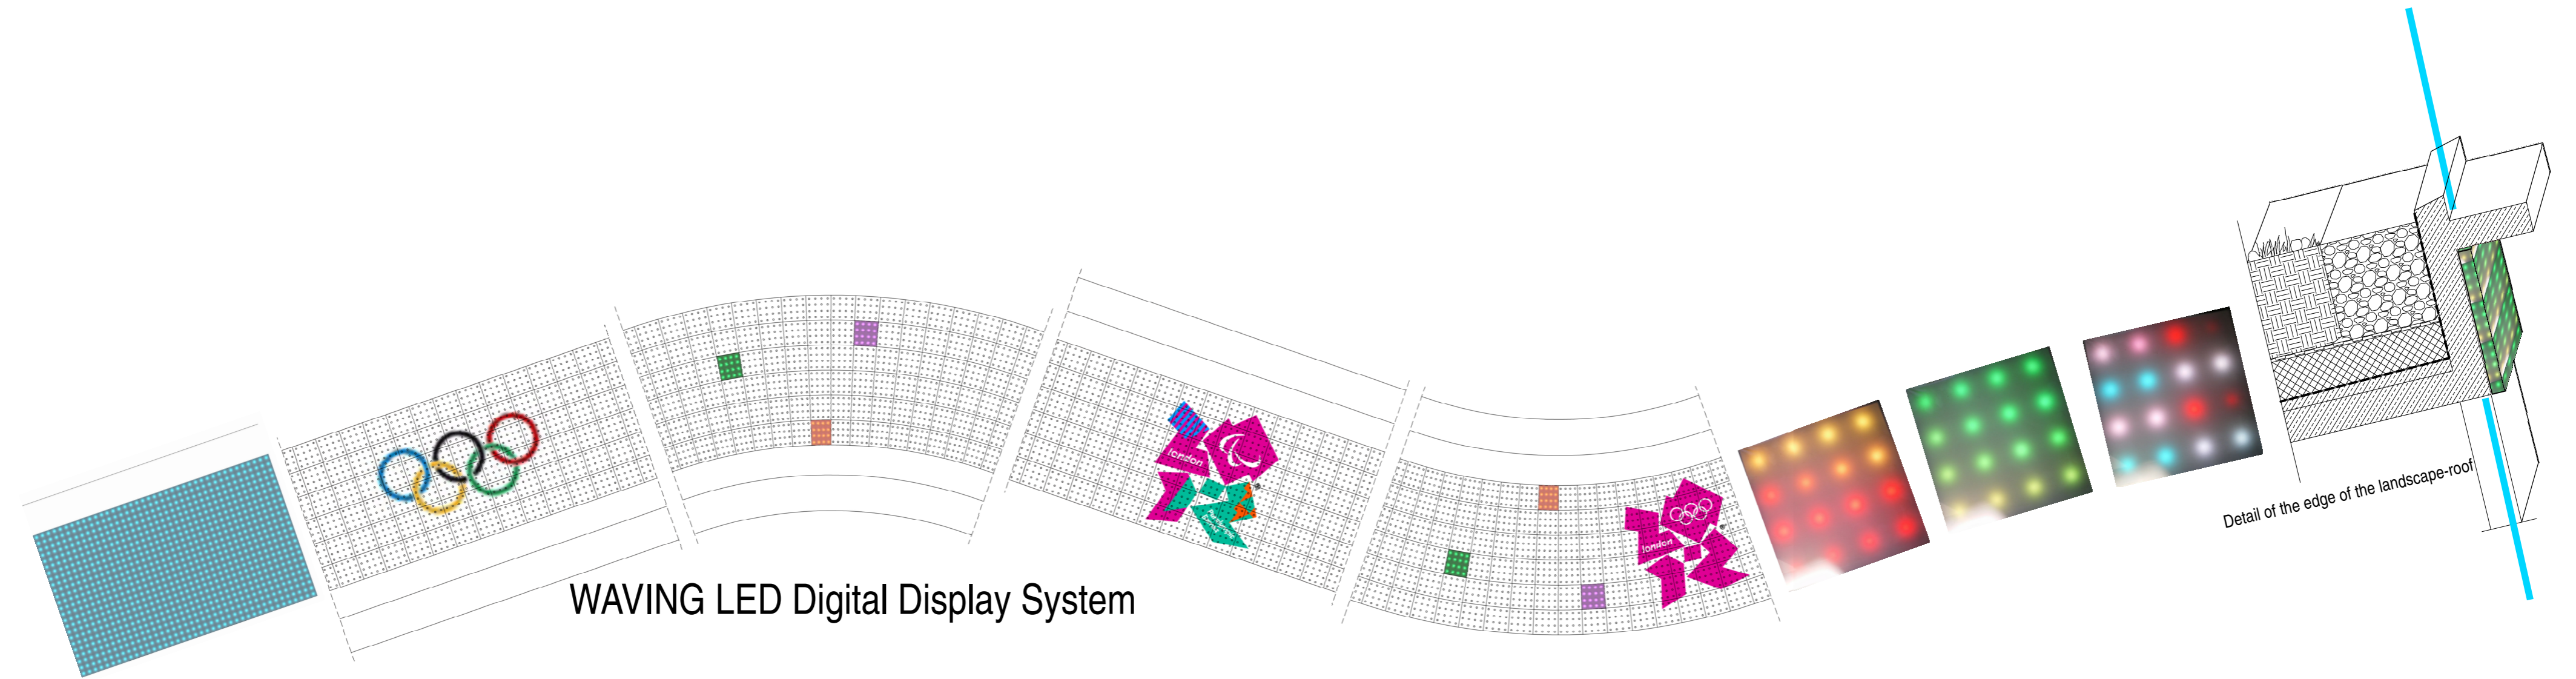 london
london
WAVING LED Digital Display System
Detail of the edge of the landscape-roof